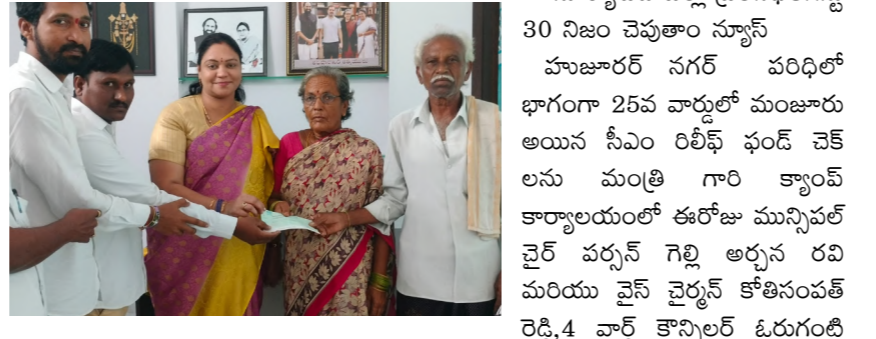 30 నిజం చెపుతాం న్యూస్
హుజూరర్ నగర్ పరిధిలో
భాగంగా 25వ వార్డులో మంజూరు
అయిన సీఎం రిలీఫ్ ఫండ్ చెక్
లను మంత్రి గారి క్యాంప్
కార్యాలయంలో ఈరోజు మున్సిపల్
చైర్ పర్సన్ గెల్లి అర్చన రవి
మరియు వైస్ చైర్మన్ కోతిసంపత్
రెడ్డి,4 వార్డ్ కౌన్సిలర్ ఓరుగంటి